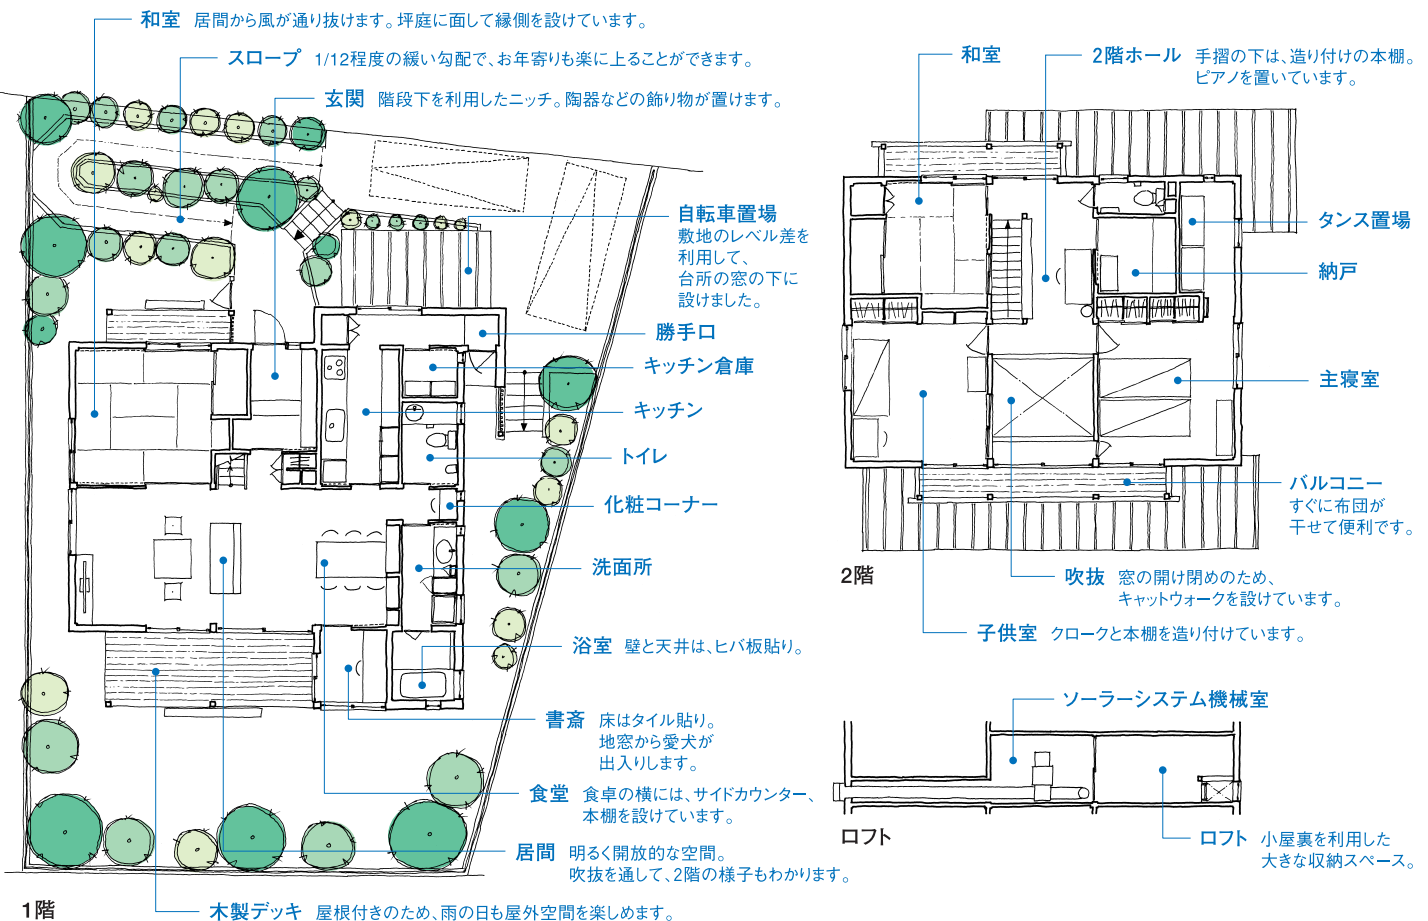 和室 居間から風が通り抜けます。坪庭に面して縁側を設けています。
スロープ 1/12程度の緩い勾配で、お年寄りも楽に上ることができます。
玄関 階段下を利用したニッチ。陶器などの飾り物が置けます。
自転車置場
敷地のレベル差を
利用して、
台所の窓の下に
設けました。
勝手口
キッチン倉庫
キッチン
トイレ
化粧コーナー
洗面所
浴室 壁と天井は、ヒバ板貼り。
書斎 床はタイル貼り。
地窓から愛犬が
出入りします。
食堂 食卓の横には、サイドカウンター、
本棚を設けています。
居間 明るく開放的な空間。
吹抜を通して、2階の様子もわかります。
木製デッキ 屋根付きのため、雨の日も屋外空間を楽しめます。
1階
和室
2階ホール 手摺の下は、造り付けの本棚。
ピアノを置いています。
タンス置場
納戸
主寝室
バルコニー
すぐに布団が
干せて便利です。
吹抜 窓の開け閉めのため、
キャットウォークを設けています。
子供室 クロークと本棚を造り付けています。
2階
ソーラーシステム機械室
ロフト 小屋裏を利用した
大きな収納スペース。
ロフト